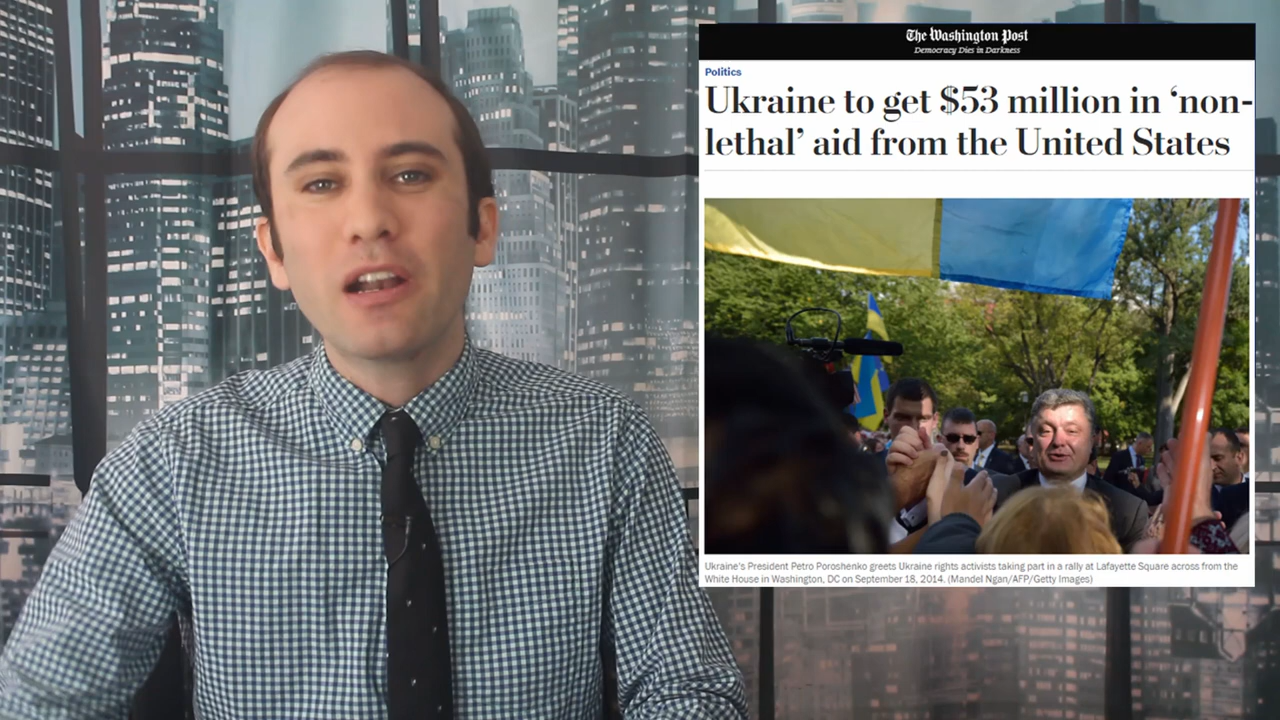 The Washington Post
Democracy Dies in Darkness
Politics
Ukraine to get $53 million in ‘non-
lethal’ aid from the United States
Ukraine's President Petro Poroshenko greets Ukraine rights activists taking part in a rally at Lafayette Square across from the
White House in Washington, DC on September 18, 2014. (Mandel Ngan/AFP/Getty Images)